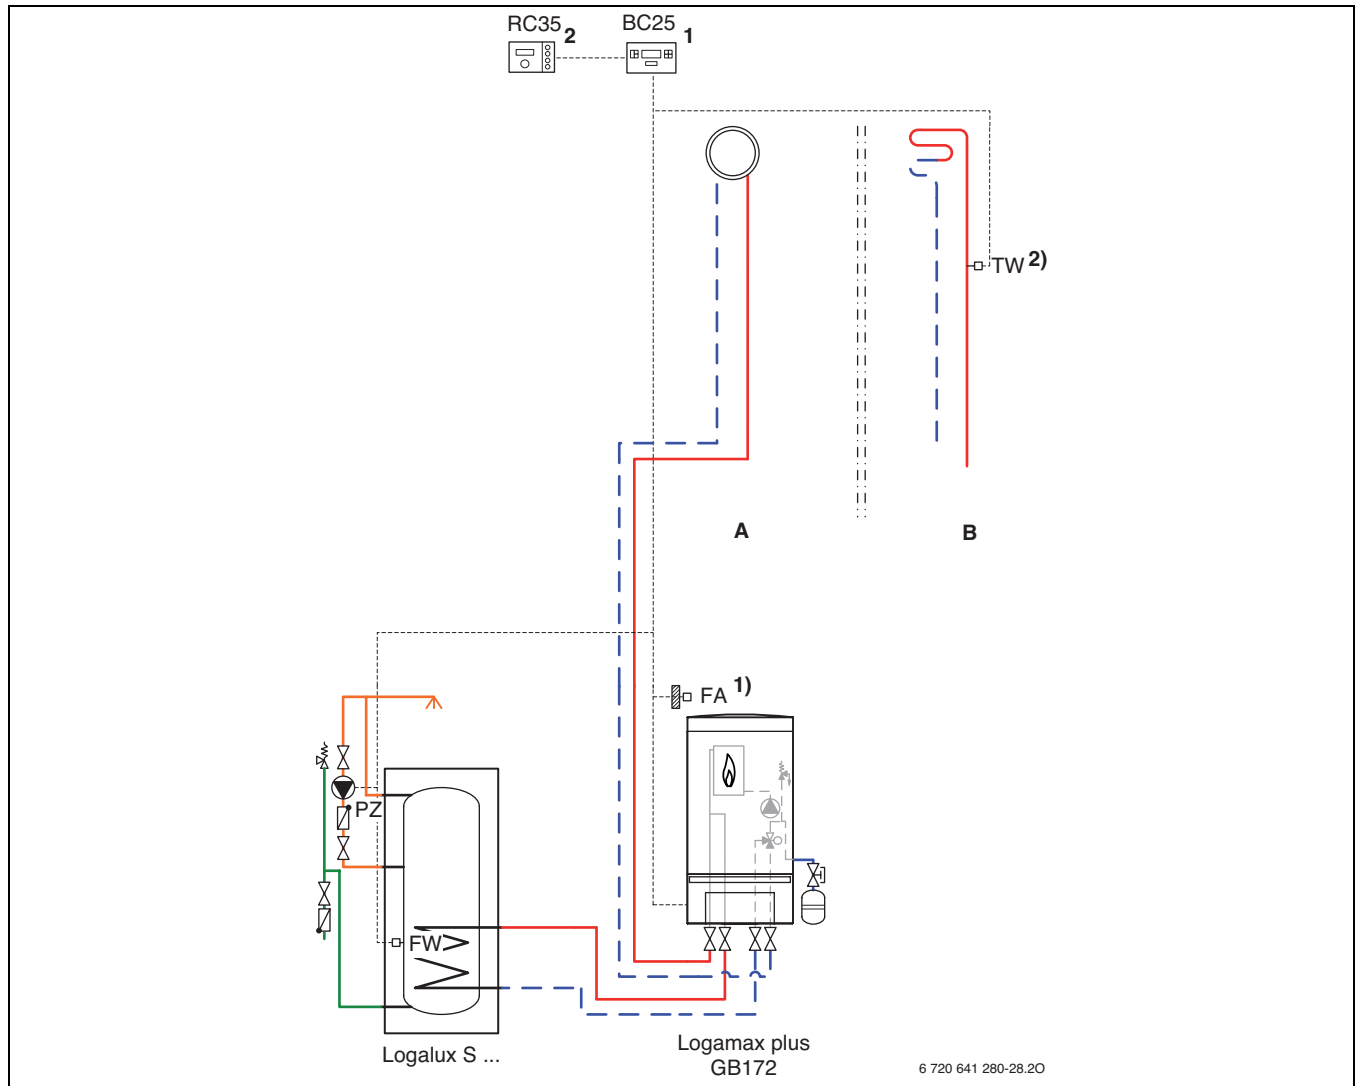 RC35 2
BC25 1
TW 2)
A
B
FA 1)
PZ
FW
Logalux S ...
Logamax plus
GB172
6 720 641 280-28.2O